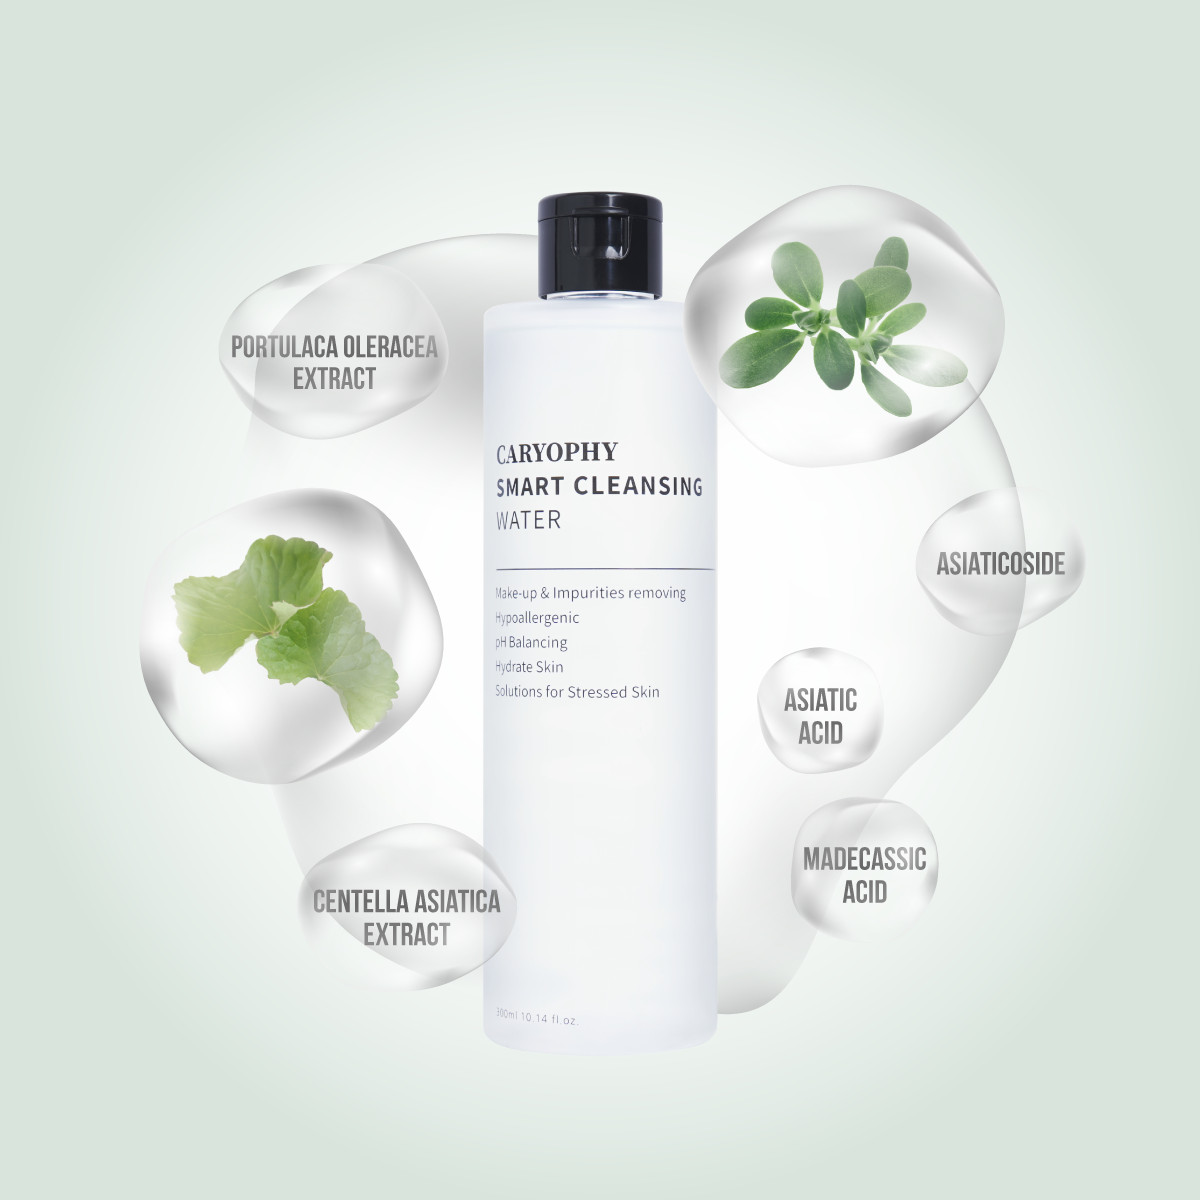 PORTULACA OLERACEA
EXTRACT
CARYOPHY
SMART CLEANSING
WATER
Make-up & Impurities removing
Hypoallergenic
pH Balancing
Hydrate Skin
Solutions for Stressed Skin
ASIATICOSIDE
ASIATIC
ACID
MADECASSIC
ACID
CENTELLA ASIATICA
EXTRACT
300ml 10.14 fl.oz.